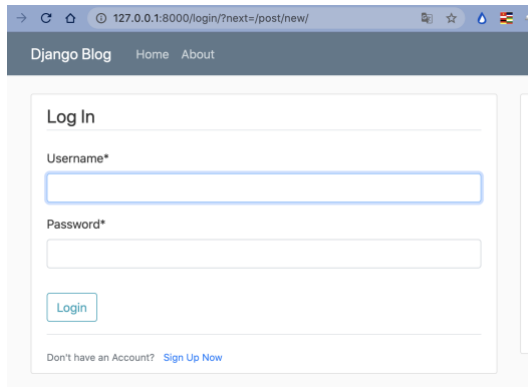 127.0.0.1:8000/login/?next=/post/new/
Django Blog Home About
Log In
Username*
Password*
Login
Don't have an Account? Sign Up Now